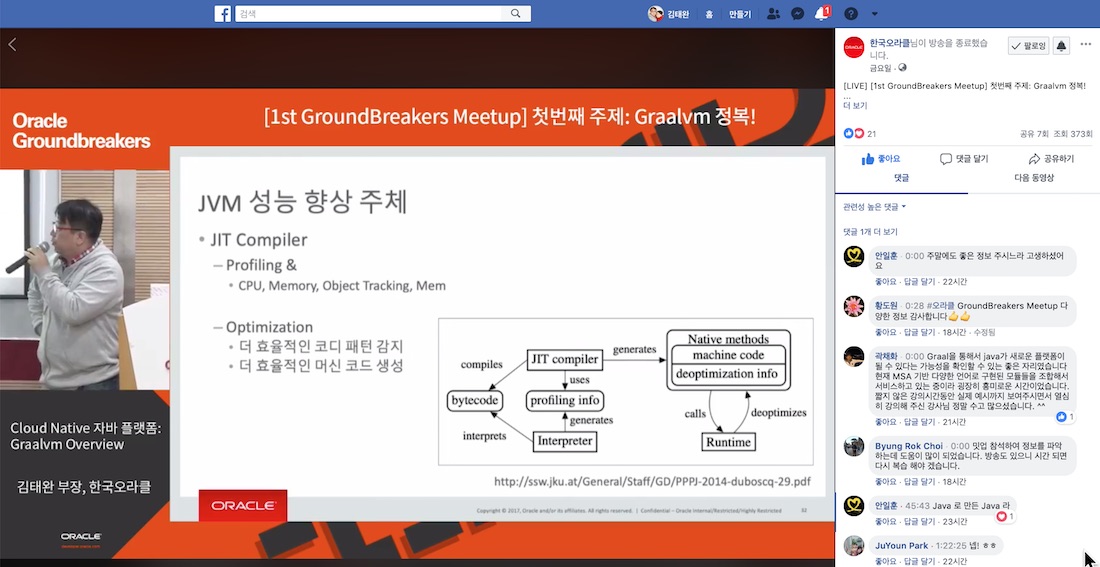 검색
김태완
홈
만들기
1
Oracle
Groundbreakers
[1st GroundBreakers Meetup] 첫번째 주제: Graalvm 정복!
JVM 성능 향상 주체
• JIT Compiler
– Profiling &
• CPU, Memory, Object Tracking, Mem
– Optimization
• 더 효율적인 코디 패턴 감지
• 더 효율적인 머신 코드 생성
compiles
JIT compiler
generates
Native methods
machine code
deoptimization info
uses
bytecode
profiling info
generates
interprets
Interpreter
calls
deoptimizes
Runtime
http://ssw.jku.at/General/Staff/GD/PPPJ-2014-duboscq-29.pdf
ORACLE
Copyright © 2017, Oracle and/or its affiliates. All rights reserved. | Confidential – Oracle Internal/Restricted/Highly Restricted
32
Cloud Native 자바 플랫폼:
Graalvm Overview
김태완 부장, 한국오라클
ORACLE
ORACLE
한국오라클님이 방송을 종료했습
니다.
금요일 ·
팔로잉
[LIVE] [1st GroundBreakers Meetup] 첫번째 주제: Graalvm 정복!
...
더 보기
21
공유 7회 조회 373회
좋아요
댓글 달기
공유하기
댓글
다음 동영상
관련성 높은 댓글
댓글 1개 더 보기
안일훈 · 0:00 주말에도 좋은 정보 주시느라 고생하셨어
요
좋아요 · 답글 달기 · 22시간
황도원 · 0:28 #오라클 GroundBreakers Meetup 다
양한 정보 감사합니다👍👍
좋아요 · 답글 달기 · 18시간 · 수정됨
곽채화 · 0:00 Graal을 통해서 java가 새로운 플랫폼이
될 수 있다는 가능성을 확인할 수 있는 좋은 자리였습니다
현재 MSA 기반 다양한 언어로 구현된 모듈들을 조합해서
서비스하고 있는 중이라 굉장히 흥미로운 시간이었습니다.
짧지 않은 강의시간동안 실제 예시까지 보여주시면서 열심
히 강의해 주신 강사님 정말 수고 많으셨습니다. ^^
1
좋아요 · 답글 달기 · 21시간
Byung Rok Choi · 0:00 밋업 참석하여 정보를 파악
하는데 도움이 많이 되었습니다. 방송도 있으니 시간 되면
다시 복습 해야 겠습니다.
좋아요 · 답글 달기 · 18시간
안일훈 · 45:43 Java 로 만든 Java 라
1
좋아요 · 답글 달기 · 23시간
JuYoun Park · 1:22:25 넵! ㅎㅎ
좋아요 · 답글 달기 · 22시간